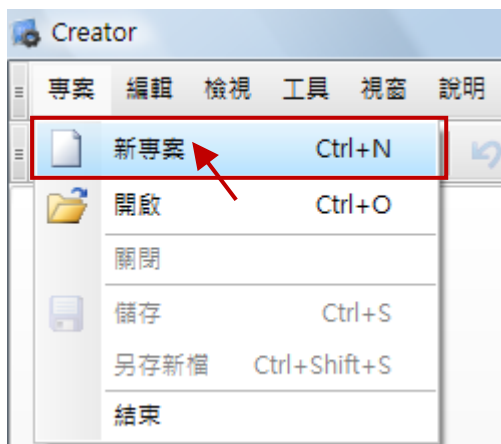 Creator
專案 編輯 檢視 工具 視窗 說明
新專案 Ctrl+N
開啟 Ctrl+O
關閉
儲存 Ctrl+S
另存新檔 Ctrl+Shift+S
結束